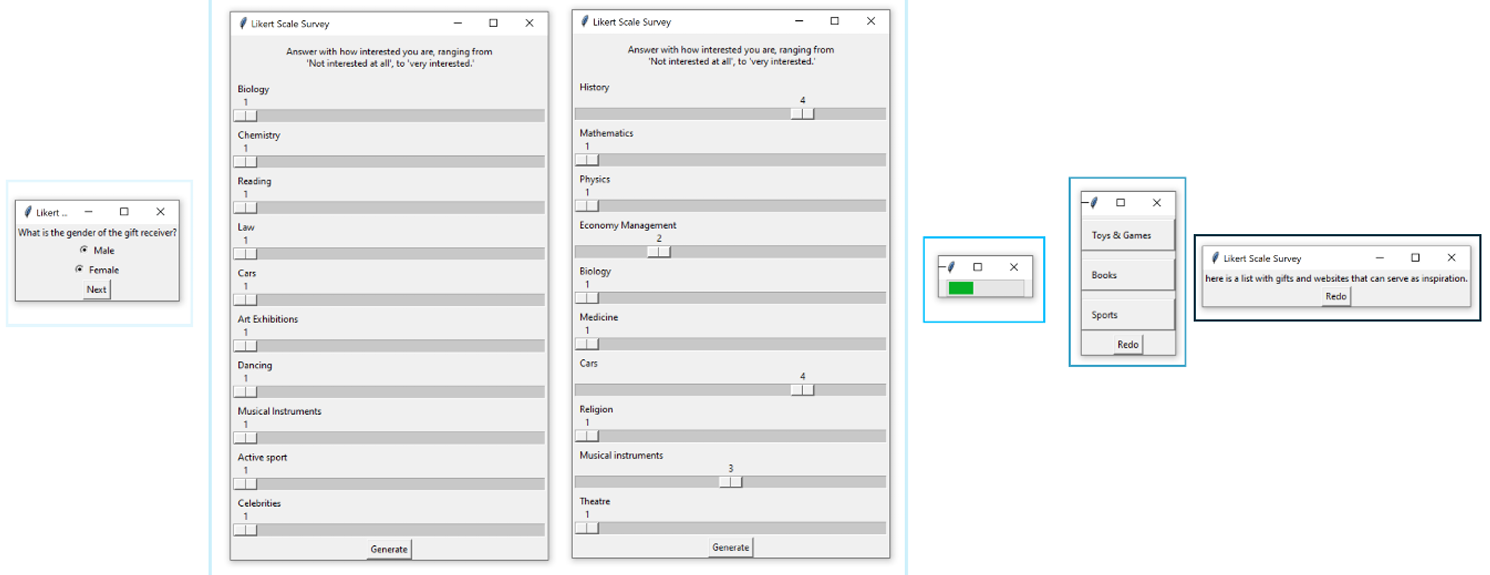 Likert ..
What is the gender of the gift receiver?
Male
Female
Next
Likert Scale Survey
Answer with how interested you are, ranging from
'Not interested at all', to 'very interested.'
Biology
1
Chemistry
1
Reading
1
Law
1
Cars
1
Art Exhibitions
1
Dancing
1
Musical Instruments
1
Active sport
1
Celebrities
1
Generate
Likert Scale Survey
Answer with how interested you are, ranging from
'Not interested at all', to 'very interested.'
History
4
Mathematics
1
Physics
1
Economy Management
2
Biology
1
Medicine
1
Cars
4
Religion
1
Musical instruments
3
Theatre
1
Generate
Toys & Games
Books
Sports
Redo
Likert Scale Survey
here is a list with gifts and websites that can serve as inspiration.
Redo